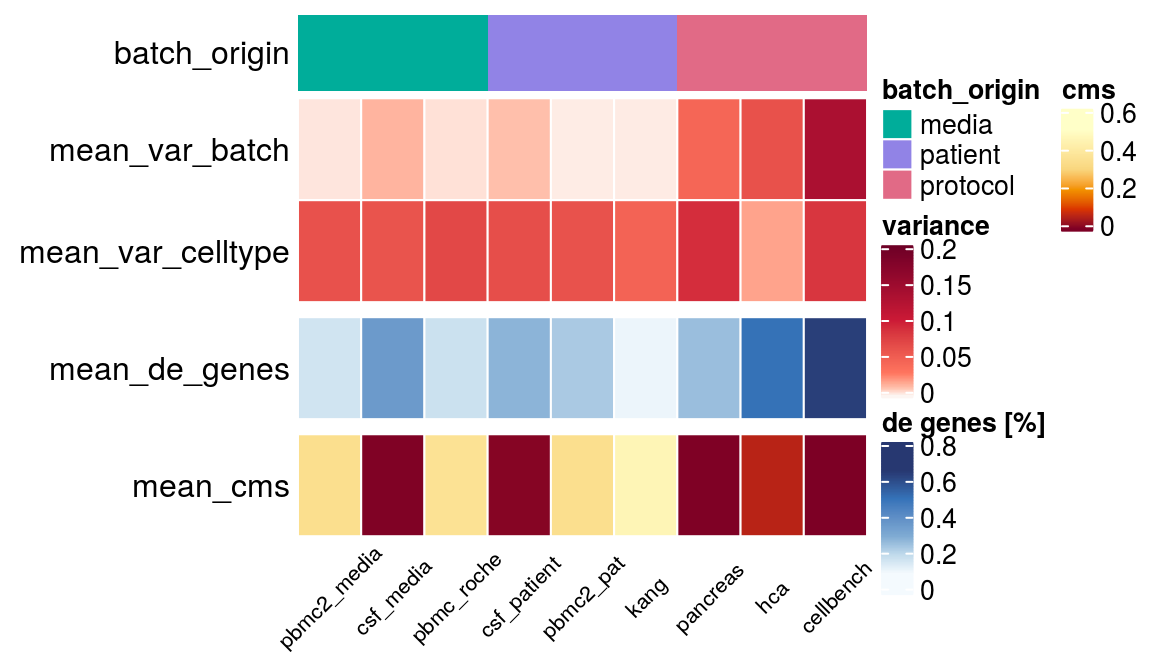 batch_origin
mean_var_batch
mean_var_celltype
mean_de_genes
mean_cms
pbmc2_media
csf_media
pbmc_roche
csf_patient
pbmc2_pat
kang
pancreas
hca
cellbench
batch_origin
media
patient
protocol
variance
0.2
0.15
0.1
0.05
0
de genes [%]
0.8
0.6
0.4
0.2
0
cms
0.6
0.4
0.2
0